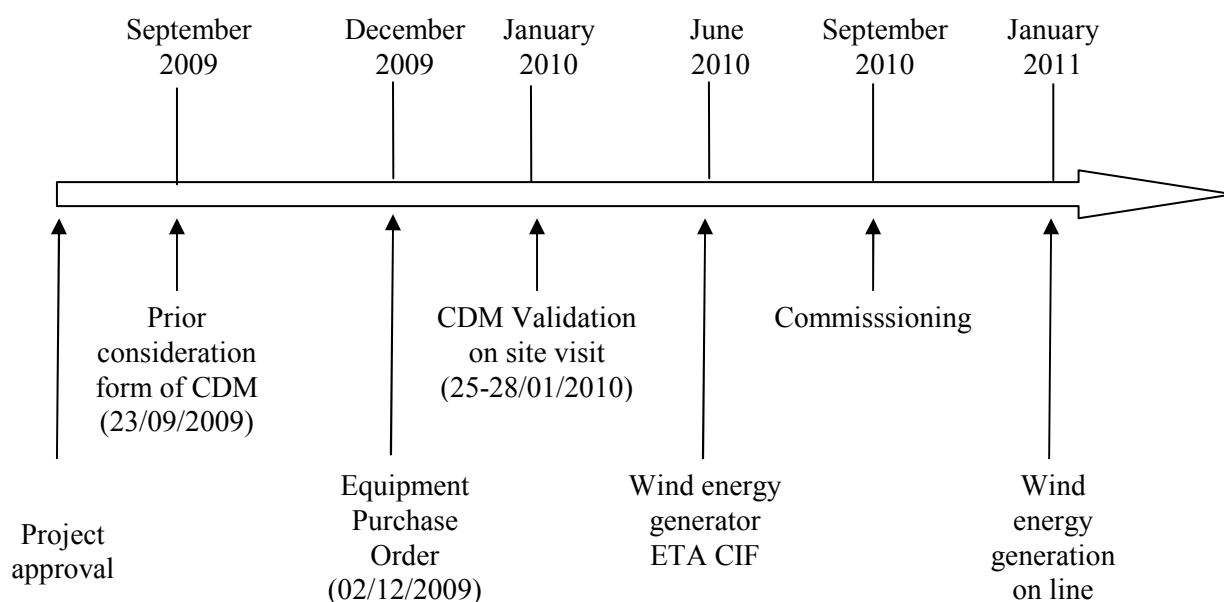 September
2009
December
2009
January
2010
June
2010
September
2010
January
2011
Prior
consideration
form of CDM
(23/09/2009)
CDM Validation
on site visit
(25-28/01/2010)
Commisssioning
Project
approval
Equipment
Purchase
Order
(02/12/2009)
Wind energy
generator
ETA CIF
Wind
energy
generation
on line